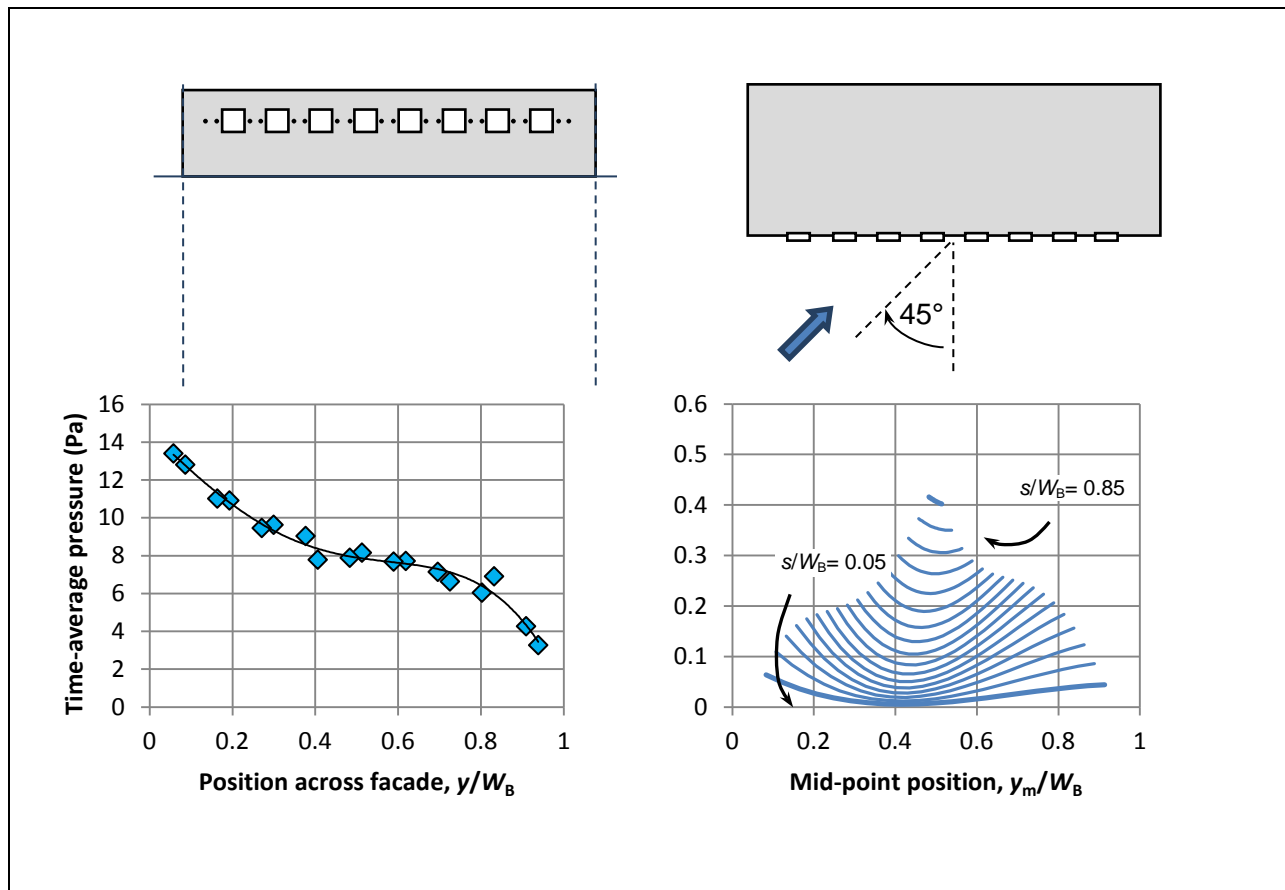 45°
Time-average pressure (Pa)
16
14
12
10
8
6
4
2
0
0 0.2 0.4 0.6 0.8 1
Position across facade, y/WB
0.6
0.5
0.4
0.3
0.2
0.1
0
s/WB= 0.85
s/WB= 0.05
0 0.2 0.4 0.6 0.8 1
Mid-point position, ym/WB